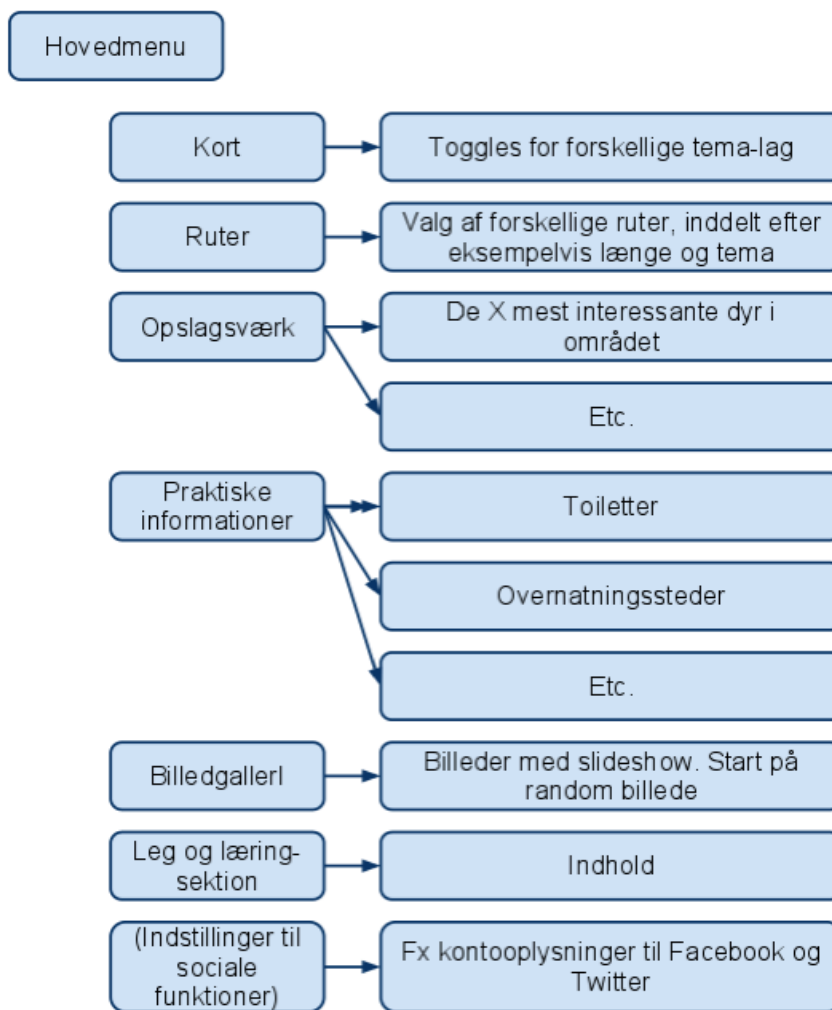 Hovedmenu
Kort
Toggles for forskellige tema-lag
Ruter
Valg af forskellige ruter, inddelt efter
eksempelvis længe og tema
Opslagsværk
De X mest interessante dyr i
området
Etc.
Praktiske
informationer
Toiletter
Overnatningssteder
Etc.
BilledgallerI
Billeder med slideshow. Start på
random billede
Leg og læring-
sektion
Indhold
(Indstillinger til
sociale
funktioner)
Fx kontooplysninger til Facebook og
Twitter